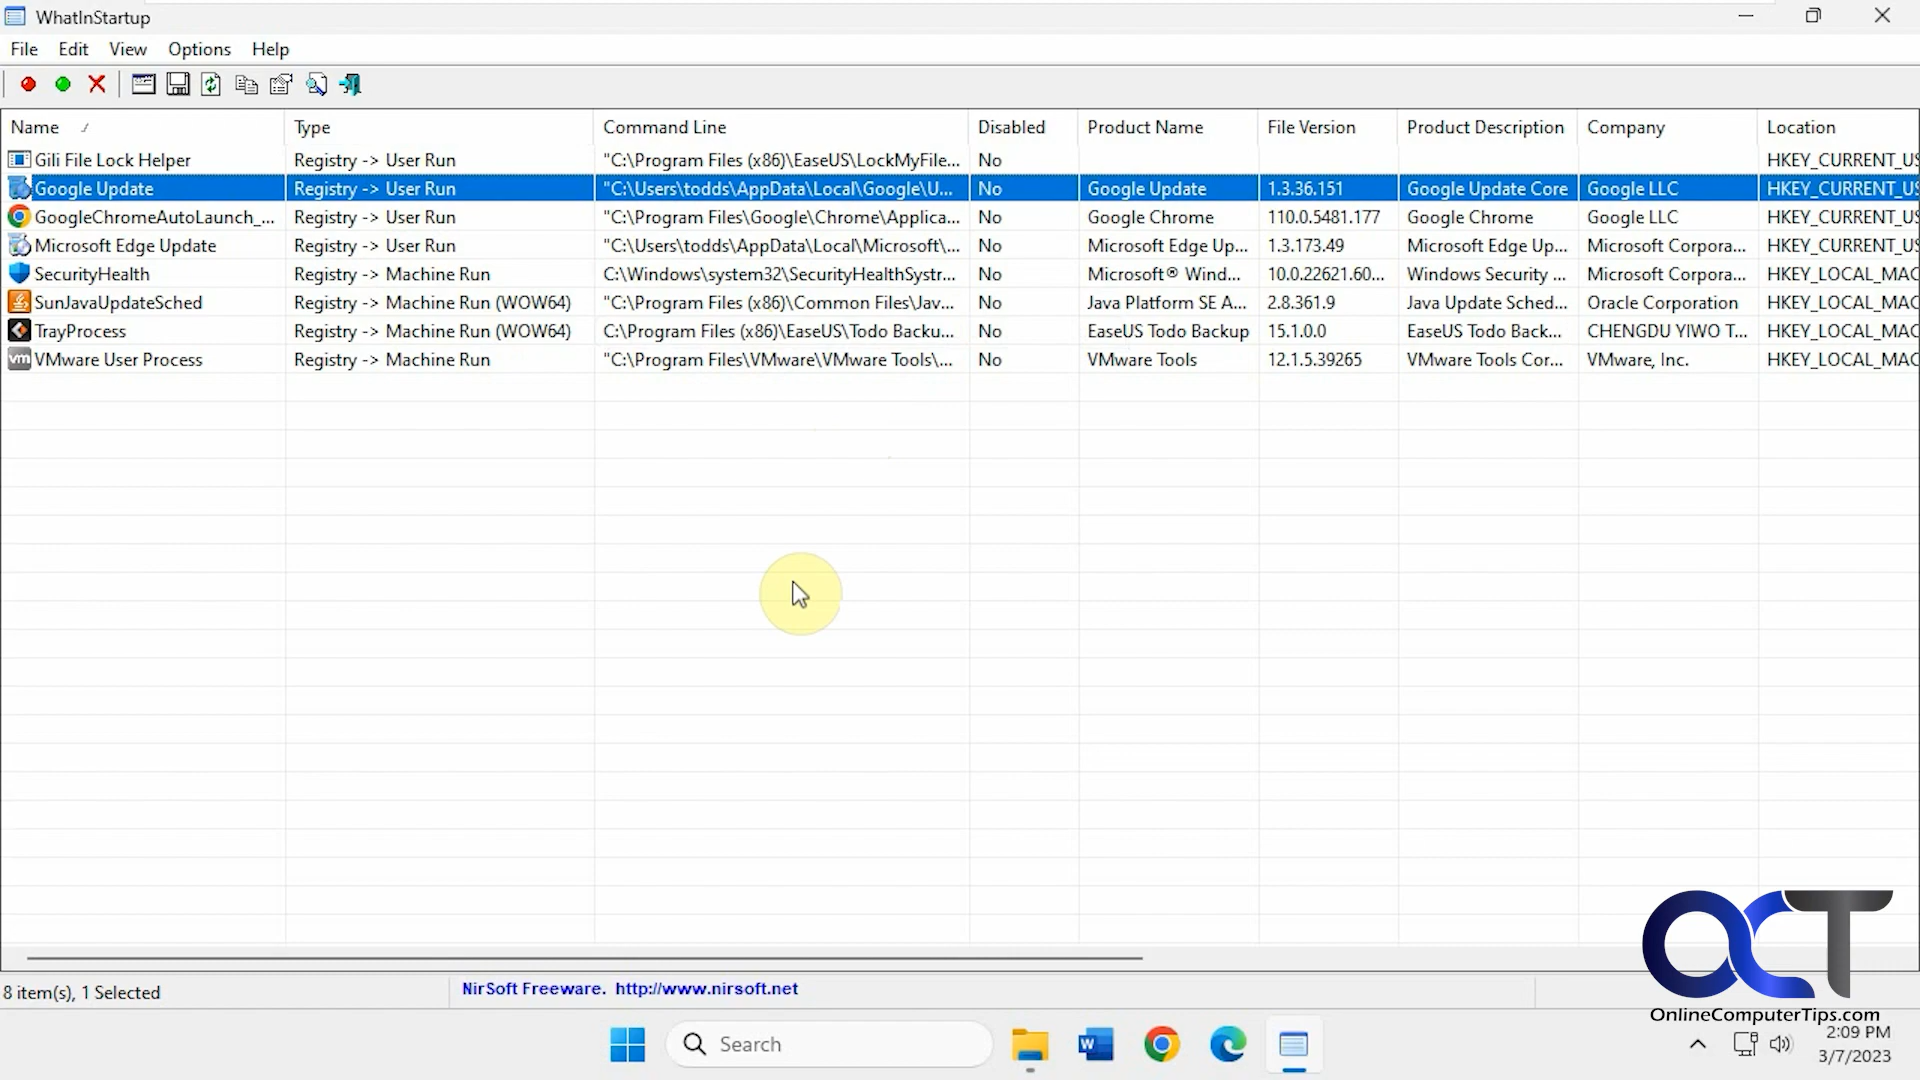 WhatInStartup
File Edit View Options Help
Name Type Command Line Disabled Product Name File Version Product Description Company Location
Gili File Lock Helper Registry -> User Run "C:\Program Files (x86)\EaseUS\LockMyFile... No HKEY_CURRENT_US
Google Update Registry -> User Run "C:\Users\todds\AppData\Local\Google\U... No Google Update 1.3.36.151 Google Update Core Google LLC HKEY_CURRENT_US
GoogleChromeAutoLaunch_... Registry -> User Run "C:\Program Files\Google\Chrome\Applica... No Google Chrome 110.0.5481.177 Google Chrome Google LLC HKEY_CURRENT_US
Microsoft Edge Update Registry -> User Run "C:\Users\todds\AppData\Local\Microsoft\... No Microsoft Edge Up... 1.3.173.49 Microsoft Edge Up... Microsoft Corpora... HKEY_CURRENT_US
SecurityHealth Registry -> Machine Run C:\Windows\system32\SecurityHealthSystr... No Microsoft® Wind... 10.0.22621.60... Windows Security ... Microsoft Corpora... HKEY_LOCAL_MAC
SunJavaUpdateSched Registry -> Machine Run (WOW64) "C:\Program Files (x86)\Common Files\Jav... No Java Platform SE A... 2.8.361.9 Java Update Sched... Oracle Corporation HKEY_LOCAL_MAC
TrayProcess Registry -> Machine Run (WOW64) C:\Program Files (x86)\EaseUS\Todo Backu... No EaseUS Todo Backup 15.1.0.0 EaseUS Todo Back... CHENGDU YIWO T... HKEY_LOCAL_MAC
vm VMware User Process Registry -> Machine Run "C:\Program Files\VMware\VMware Tools\... No VMware Tools 12.1.5.39265 VMware Tools Cor... VMware, Inc. HKEY_LOCAL_MAC
OCT
OnlineComputerTips.com
8 item(s), 1 Selected NirSoft Freeware. http://www.nirsoft.net
Search W 2:09 PM
3/7/2023